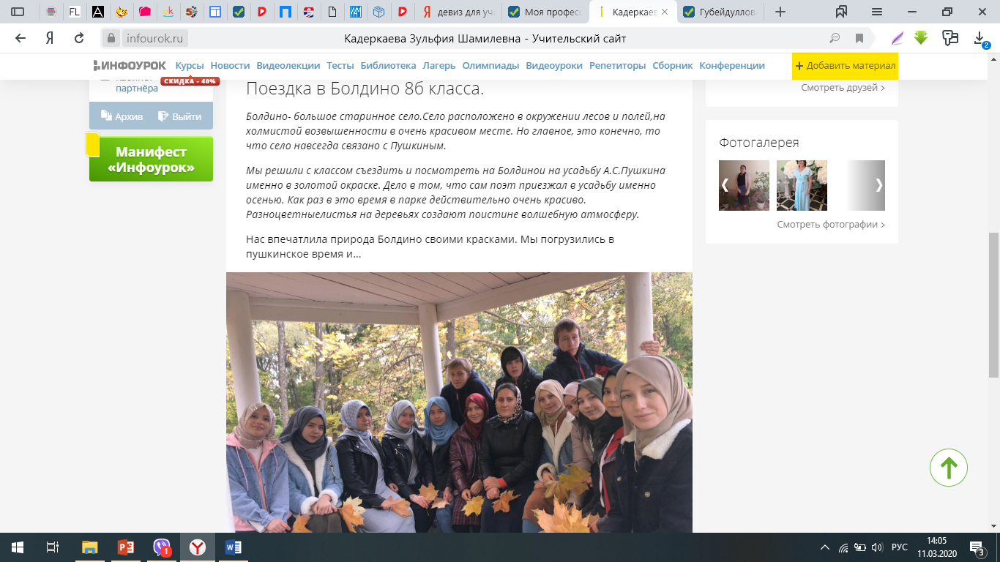 девиз для уч
Моя професс
Кадеркаев
Губейдуллов
infourok.ru
Кадеркаева Зульфия Шамилевна - Учительский сайт
2
ИНФОУРОК
Курсы Новости Видеолекции Тесты Библиотека Лагерь Олимпиады Видеоуроки Репетиторы Сборник Конференции
+ Добавить материал
СКИДКА - 40%
партнёра
Архив Выйти
Манифест
«Инфоурок»
Поездка в Болдино 8б класса.
Болдино- большое старинное село.Село расположено в окружении лесов и полей,на
холмистой возвышенности в очень красивом месте. Но главное, это конечно, то
что село навсегда связано с Пушкиным.
Мы решили с классом съездить и посмотреть на Болдинои на усадьбу А.С.Пушкина
именно в золотой окраске. Дело в том, что сам поэт приезжал в усадьбу именно
осенью. Как раз в это время в парке действительно очень красиво.
Разноцветныелистья на деревьях создают поистине волшебную атмосферу.
Нас впечатлила природа Болдино своими красками. Мы погрузились в
пушкинское время и...
Смотреть друзей >
Фотогалерея
Смотреть фотографии >
1
РУС
14:05
11.03.2020
3